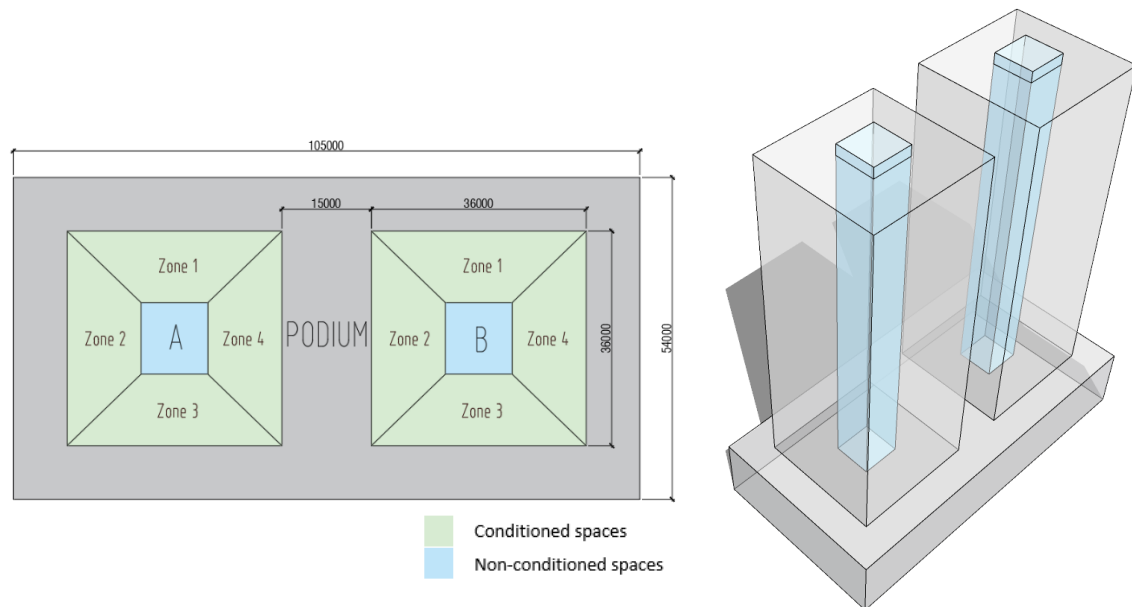 105000
15000
36000
Zone 1
Zone 2
A
Zone 4
Zone 3
PODIUM
Zone 1
Zone 2
B
Zone 4
Zone 3
36000
54000
Conditioned spaces
Non-conditioned spaces